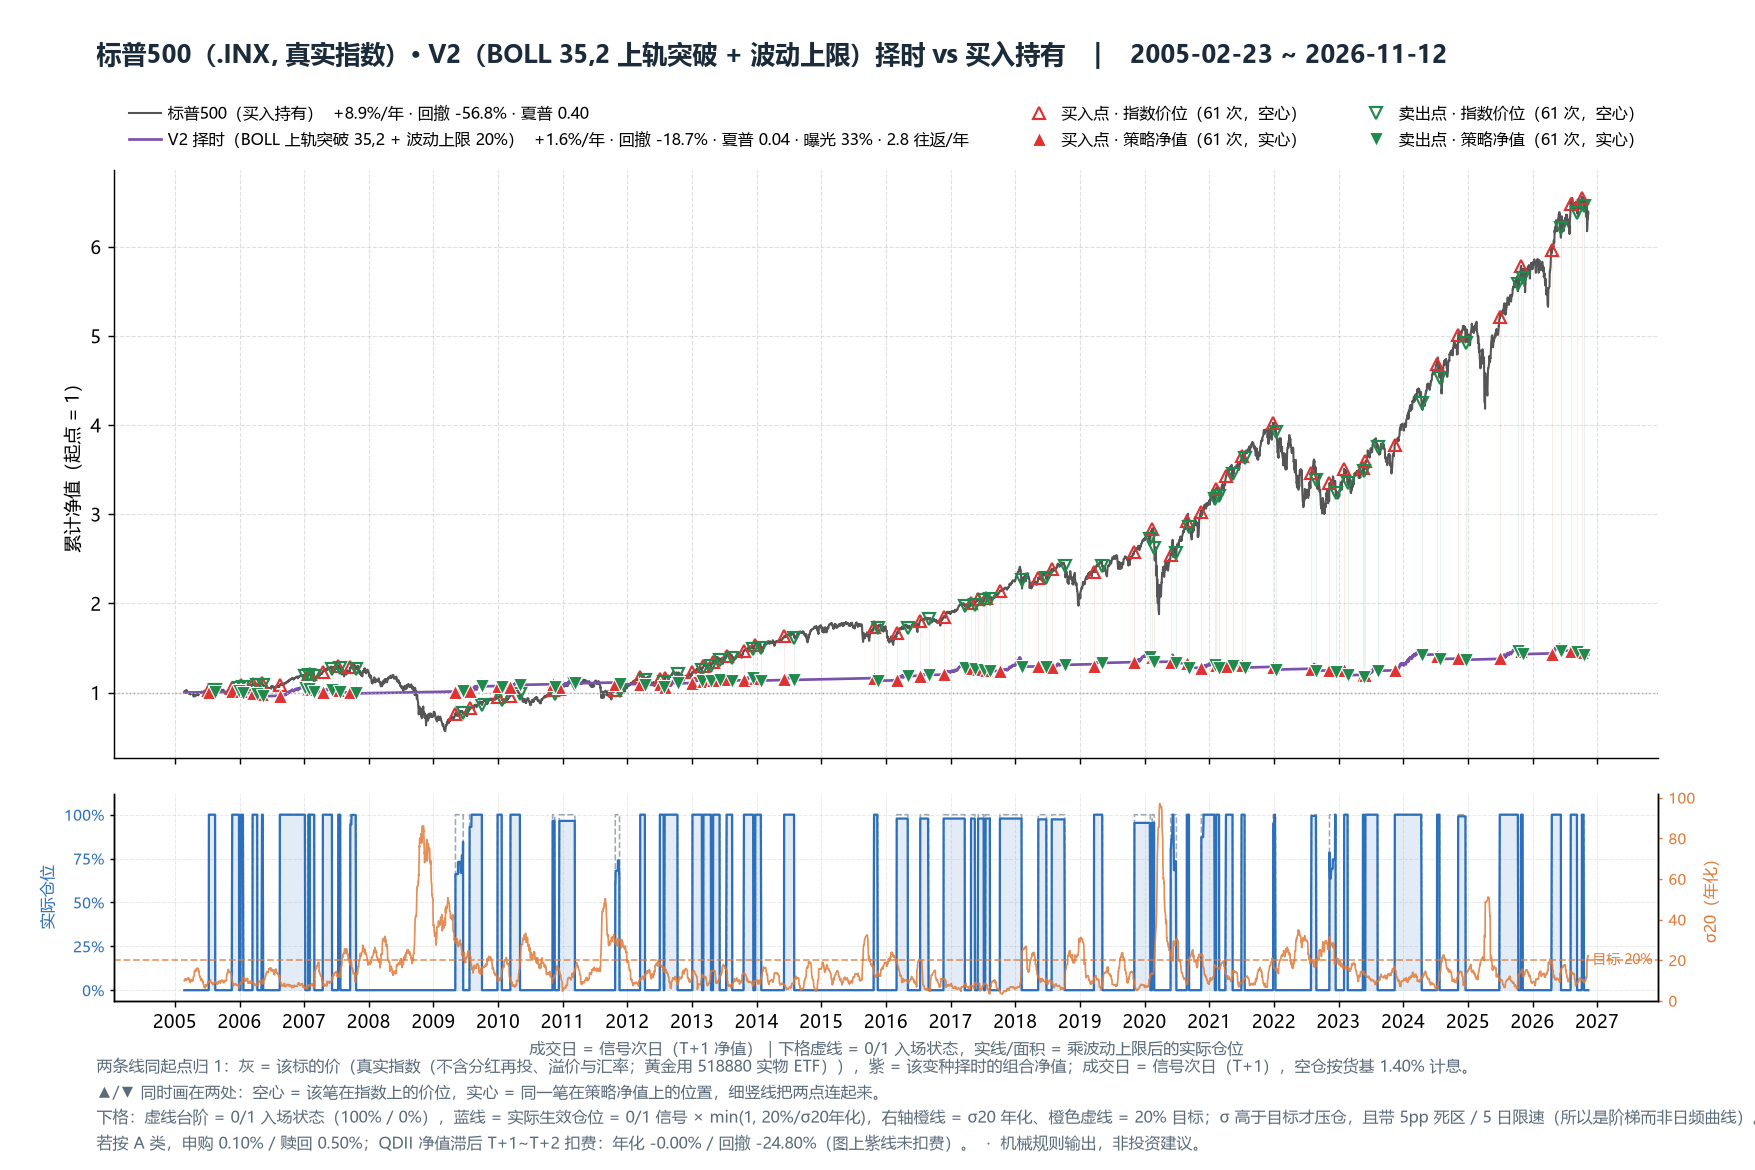 标普500（.INX, 真实指数）• V2（BOLL 35,2 上轨突破 + 波动上限）择时 vs 买入持有 | 2005-02-23 ~ 2026-11-12
标普500（买入持有） +8.9%/年 · 回撤 -56.8% · 夏普 0.40
V2 择时（BOLL 上轨突破 35,2 + 波动上限 20%） +1.6%/年 · 回撤 -18.7% · 夏普 0.04 · 曝光 33% · 2.8 往返/年
买入点 · 指数价位（61 次，空心）
买入点 · 策略净值（61 次，实心）
卖出点 · 指数价位（61 次，空心）
卖出点 · 策略净值（61 次，实心）
累计净值（起点 = 1）
6
5
4
3
2
1
实际仓位
100%
75%
50%
25%
0%
σ20（年化）
100
80
60
40
20
0
目标 20%
2005 2006 2007 2008 2009 2010 2011 2012 2013 2014 2015 2016 2017 2018 2019 2020 2021 2022 2023 2024 2025 2026 2027
成交日 = 信号次日（T+1 净值）｜下格虚线 = 0/1 入场状态，实线/面积 = 乘波动上限后的实际仓位
两条线同起点归 1：灰 = 该标的价（真实指数（不含分红再投、溢价与汇率；黄金用 518880 实物 ETF）），紫 = 该变种择时的组合净值；成交日 = 信号次日（T+1），空仓按货基 1.40% 计息。
▲/▼ 同时画在两处：空心 = 该笔在指数上的价位，实心 = 同一笔在策略净值上的位置，细竖线把两点连起来。
下格：虚线台阶 = 0/1 入场状态（100% / 0%），蓝线 = 实际生效仓位 = 0/1 信号 × min(1, 20%/σ20年化)，右轴橙线 = σ20 年化、橙色虚线 = 20% 目标；σ 高于目标才压仓，且带 5pp 死区 / 5 日限速（所以是阶梯而非日频曲线）。
若按 A 类，申购 0.10% / 赎回 0.50%；QDII 净值滞后 T+1~T+2 扣费：年化 -0.00% / 回撤 -24.80%（图上紫线未扣费）。 · 机械规则输出，非投资建议。